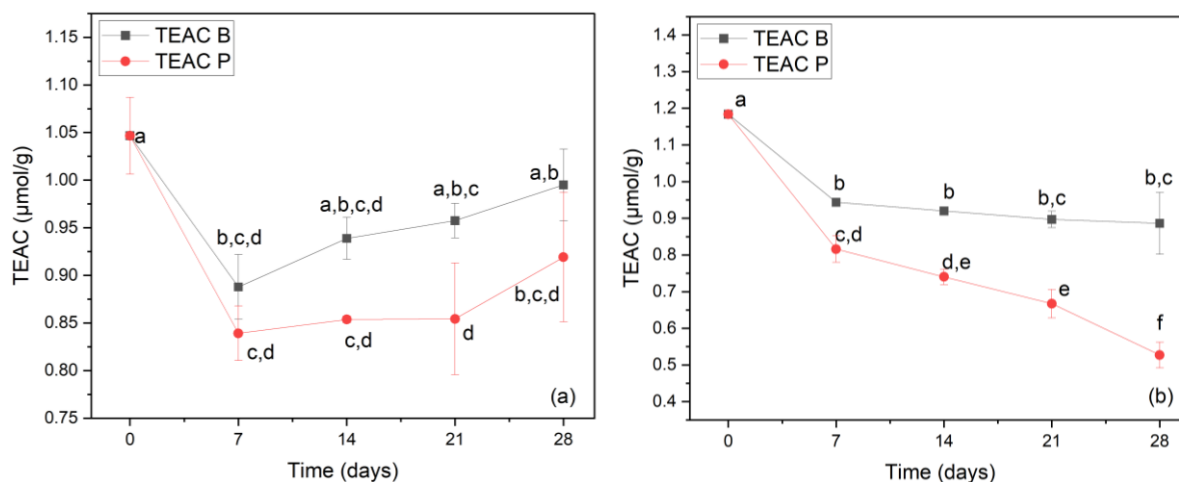 1.15
1.10
1.05
1.00
0.95
0.90
0.85
0.80
0.75
TEAC (μmol/g)
TEAC B
TEAC P
a
b,c,d
a,b,c,d
a,b,c
a,b
c,d
c,d
d
b,c,d
(a)
0
7
14
21
28
Time (days)
1.4
1.3
1.2
1.1
1.0
0.9
0.8
0.7
0.6
0.5
0.4
TEAC (μmol/g)
TEAC B
TEAC P
a
b
b
b,c
b,c
c,d
d,e
e
f
(b)
0
7
14
21
28
Time (days)